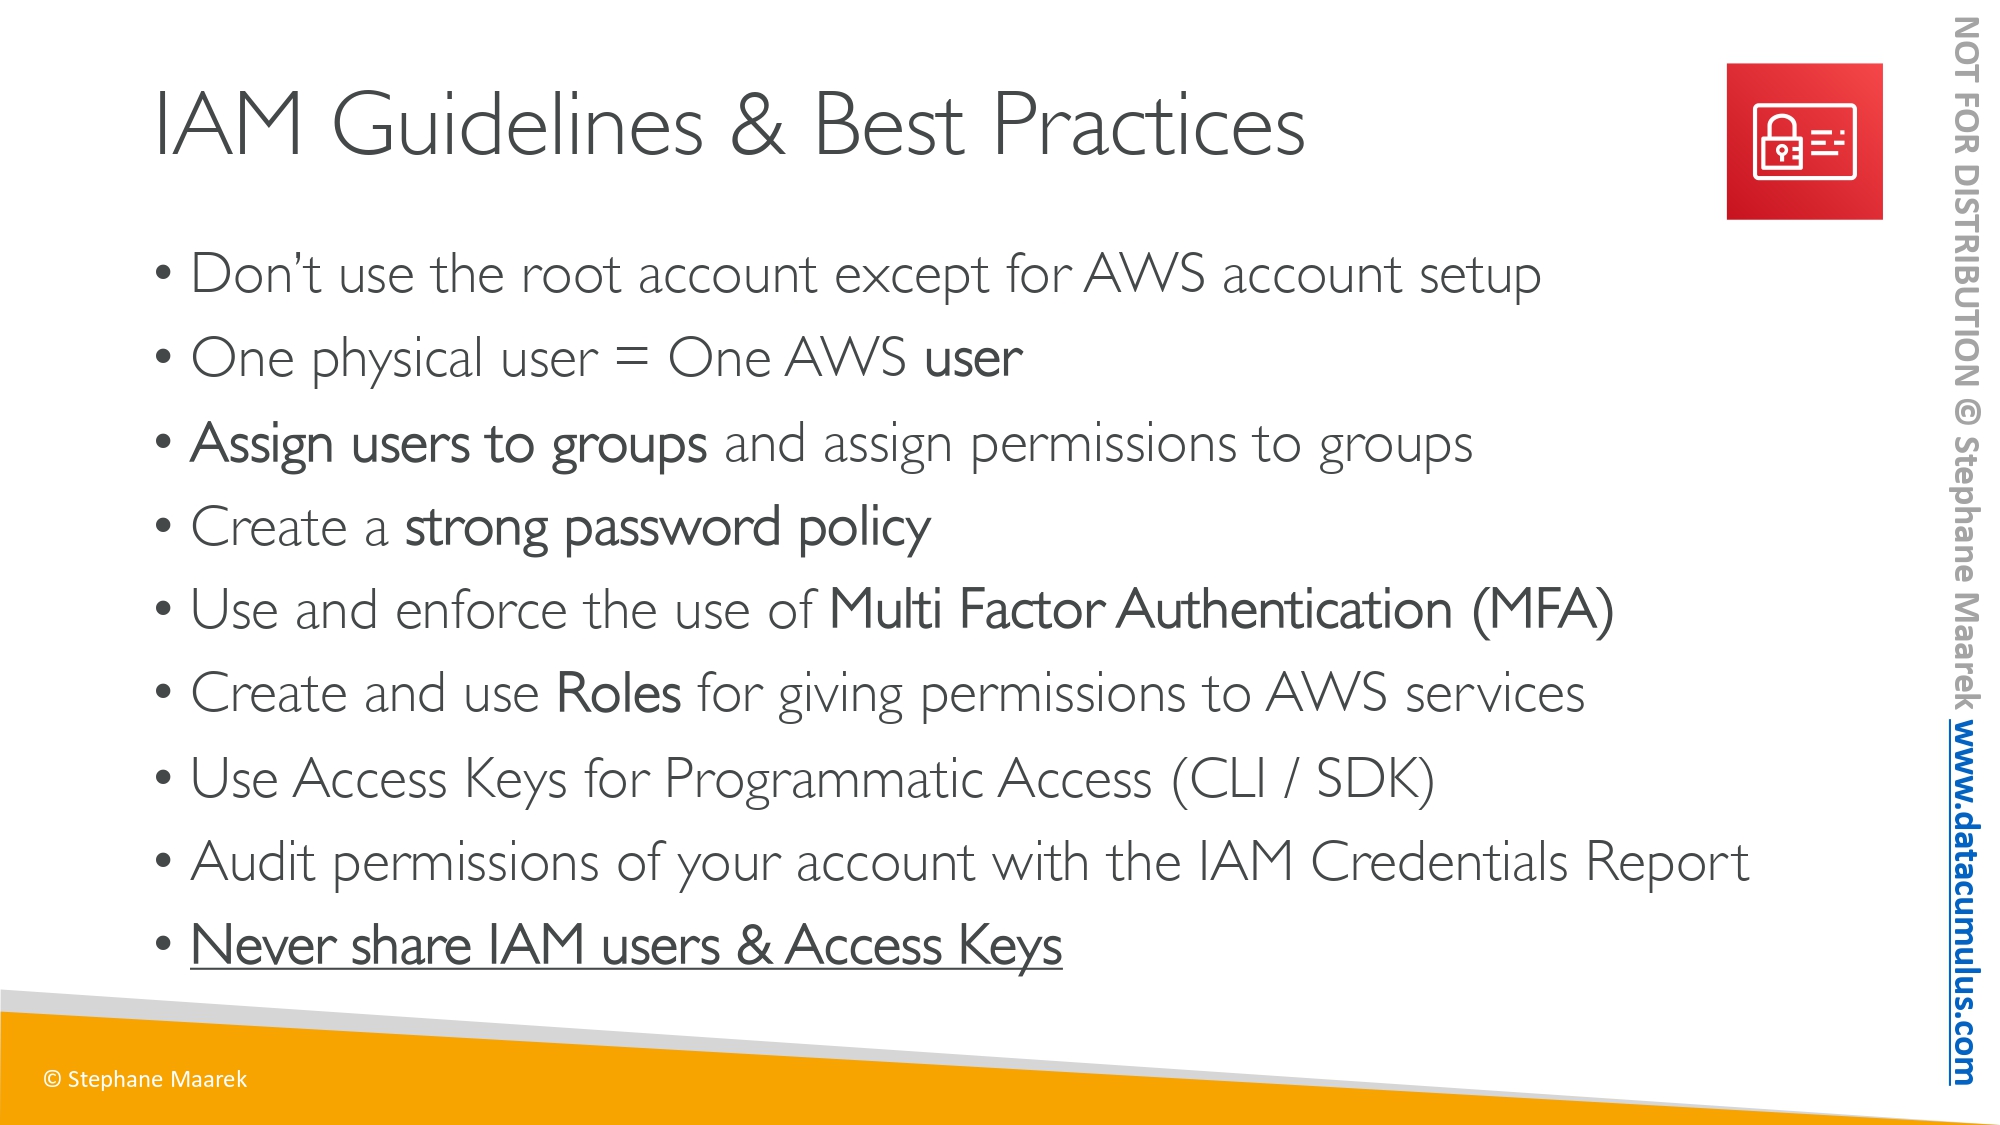 IAM Guidelines & Best Practices
• Don’t use the root account except for AWS account setup
• One physical user = One AWS user
• Assign users to groups and assign permissions to groups
• Create a strong password policy
• Use and enforce the use of Multi Factor Authentication (MFA)
• Create and use Roles for giving permissions to AWS services
• Use Access Keys for Programmatic Access (CLI / SDK)
• Audit permissions of your account with the IAM Credentials Report
• Never share IAM users & Access Keys
© Stephane Maarek
NOT FOR DISTRIBUTION © Stephane Maarek www.datacumulus.com